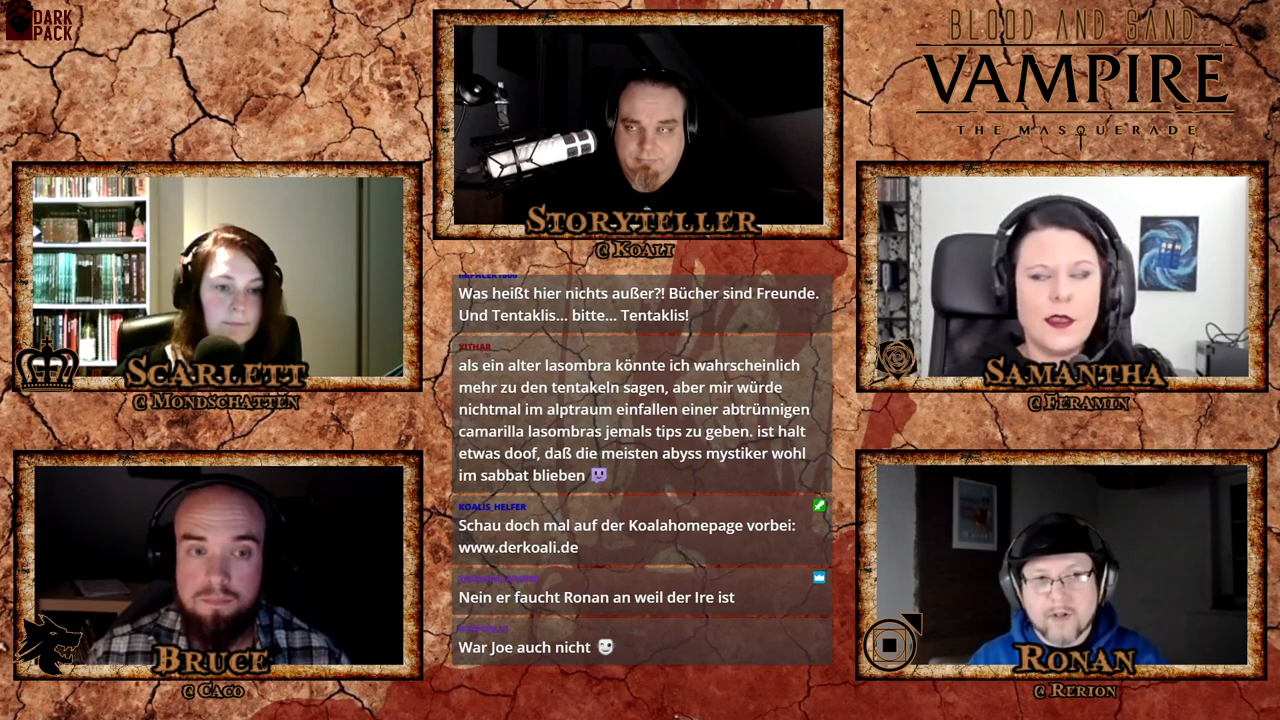 DARK
PACK
BLOOD AND SAND
VAMPIRE
THE MASQUERADE
STORYTELLER
@ KOALI
SCARLETT
@ MONDSCHATTEN
SAMANTHA
@ FERAMIN
Was heißt hier nichts außer?! Bücher sind Freunde.
Und Tentaklis... bitte... Tentaklis!
XITHAR
als ein alter lasombra könnte ich wahrscheinlich
mehr zu den tentakeln sagen, aber mir würde
nichtmal im alptraum einfallen einer abtrünnigen
camarilla lasombras jemals tips zu geben. ist halt
etwas doof, daß die meisten abyss mystiker wohl
im sabbat blieben
KOALIS_HELFER
Schau doch mal auf der Koalahomepage vorbei:
www.derkoali.de
Nein er faucht Ronan an weil der Ire ist
War Joe auch nicht
BRUCE
@ CACO
RONAN
@ RERION